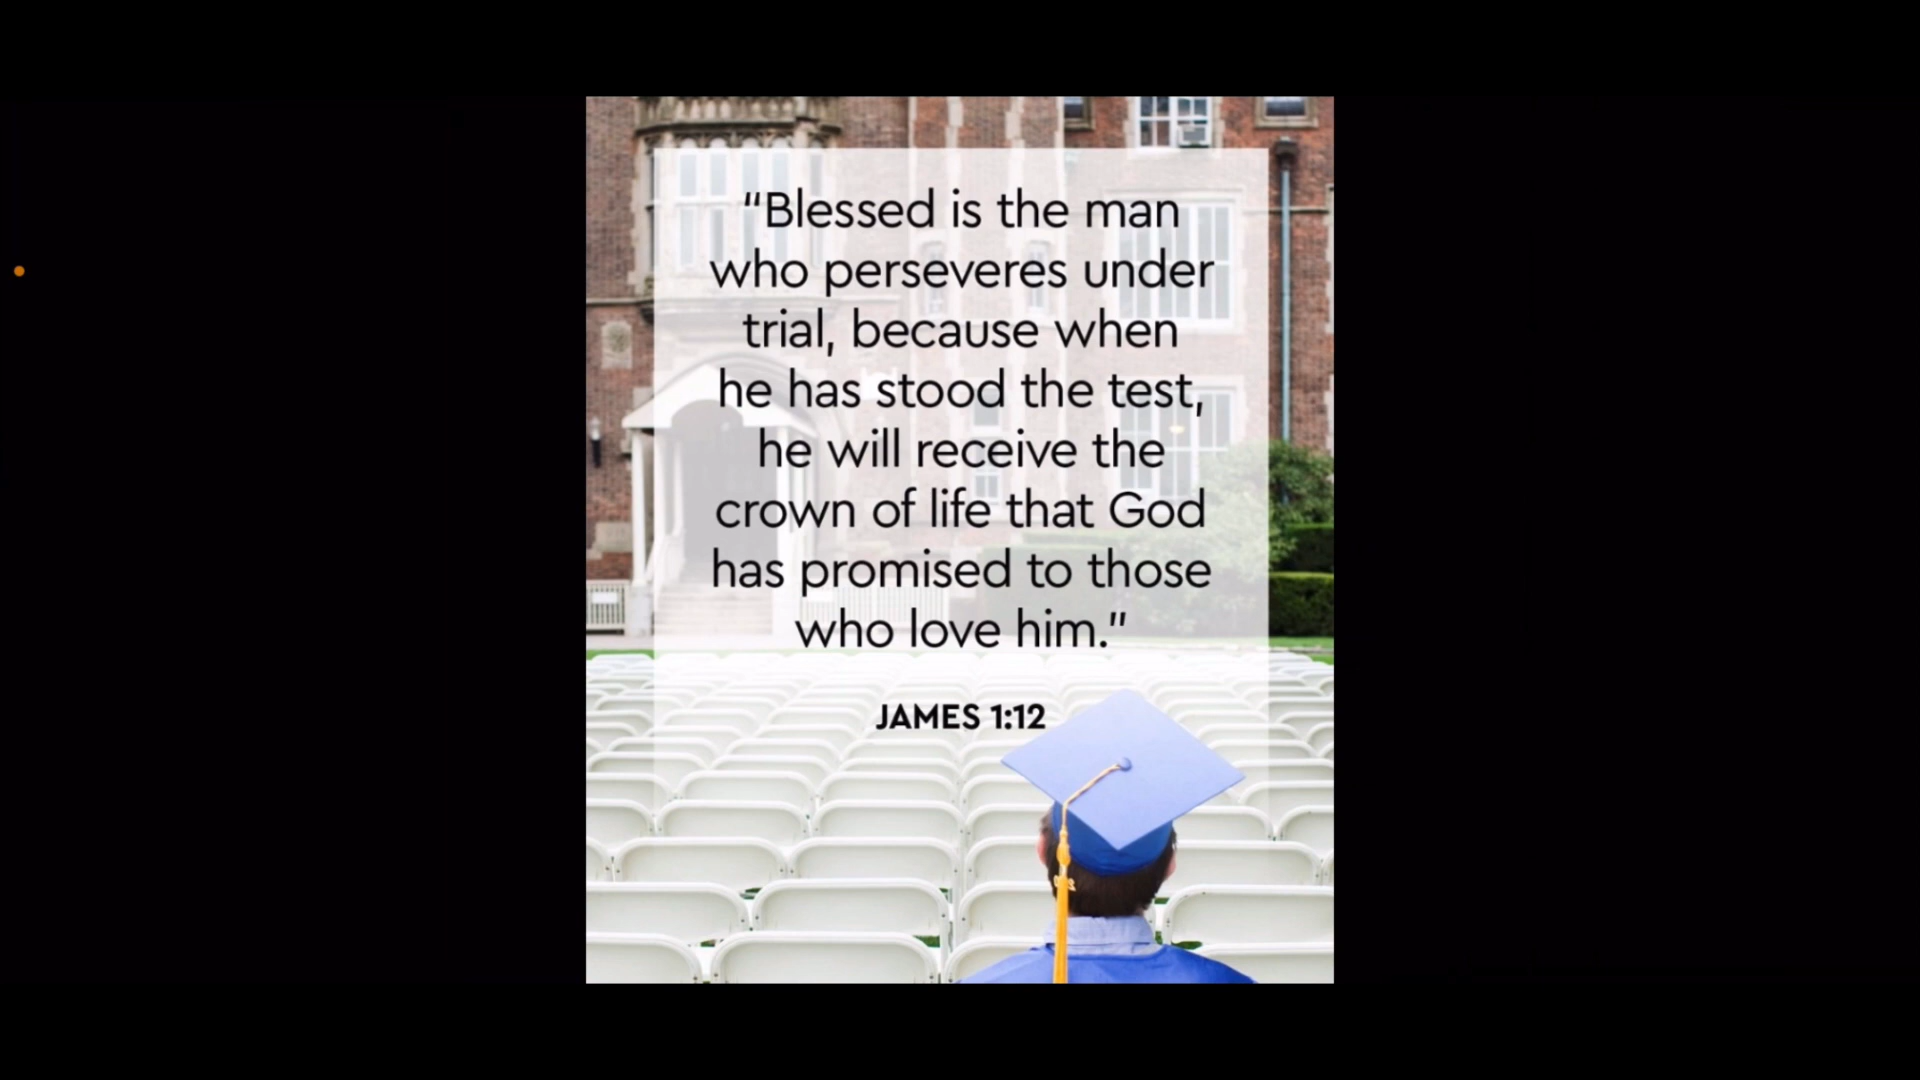 “Blessed is the man
who perseveres under
trial, because when
he has stood the test,
he will receive the
crown of life that God
has promised to those
who love him.”
JAMES 1:12